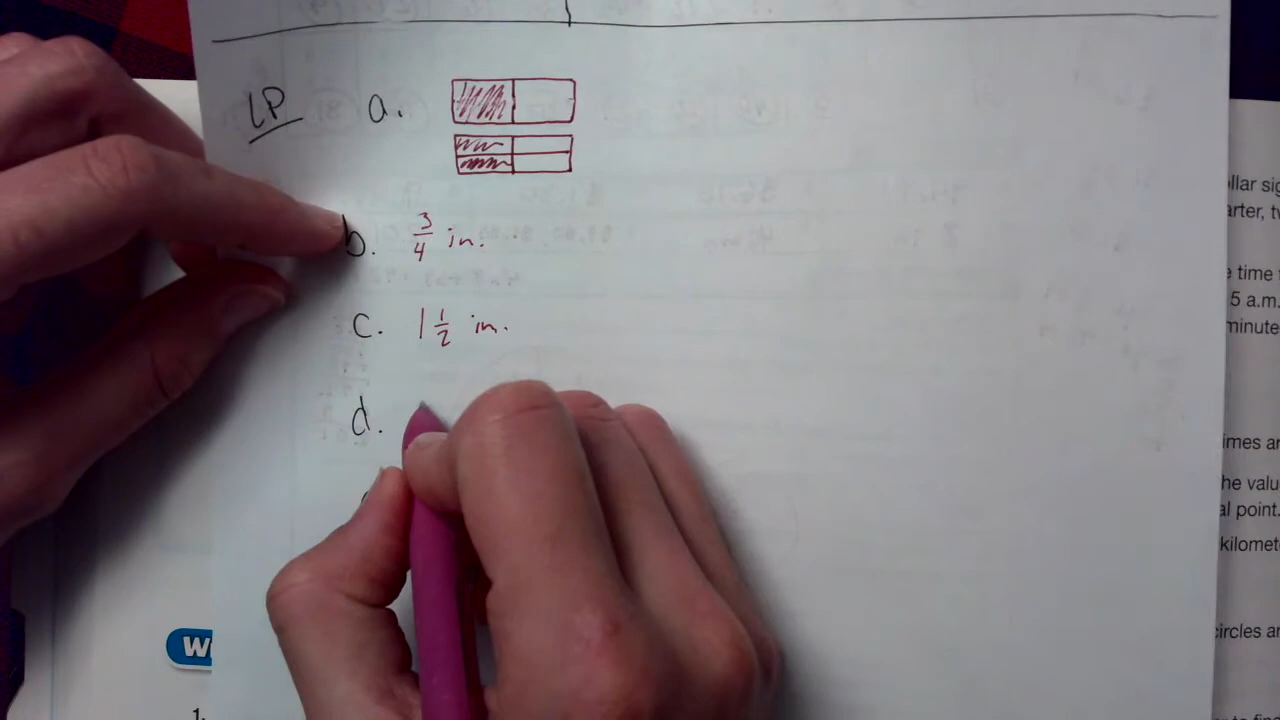 LP a.
b. 3/4 in.
c. 1 1/2 in.
d.
W
1.
llar sig
arter, t
e time
5 a.m.
minute
imes ar
he valu
al point.
kilomet
circles ar